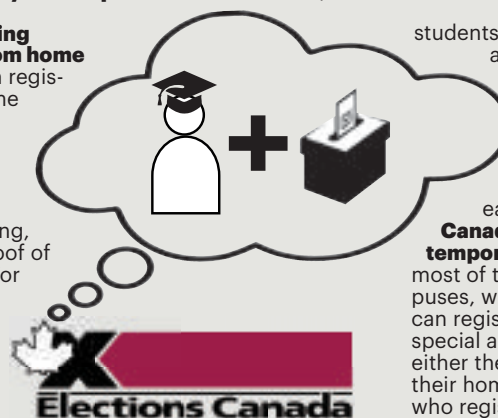 ing
om home
n regis-
ne
ng,
oof of
or
students
a
ea
Canad
tempor
most of t
puses, w
can regis
special a
either the
their hom
who regi
Elections Canada